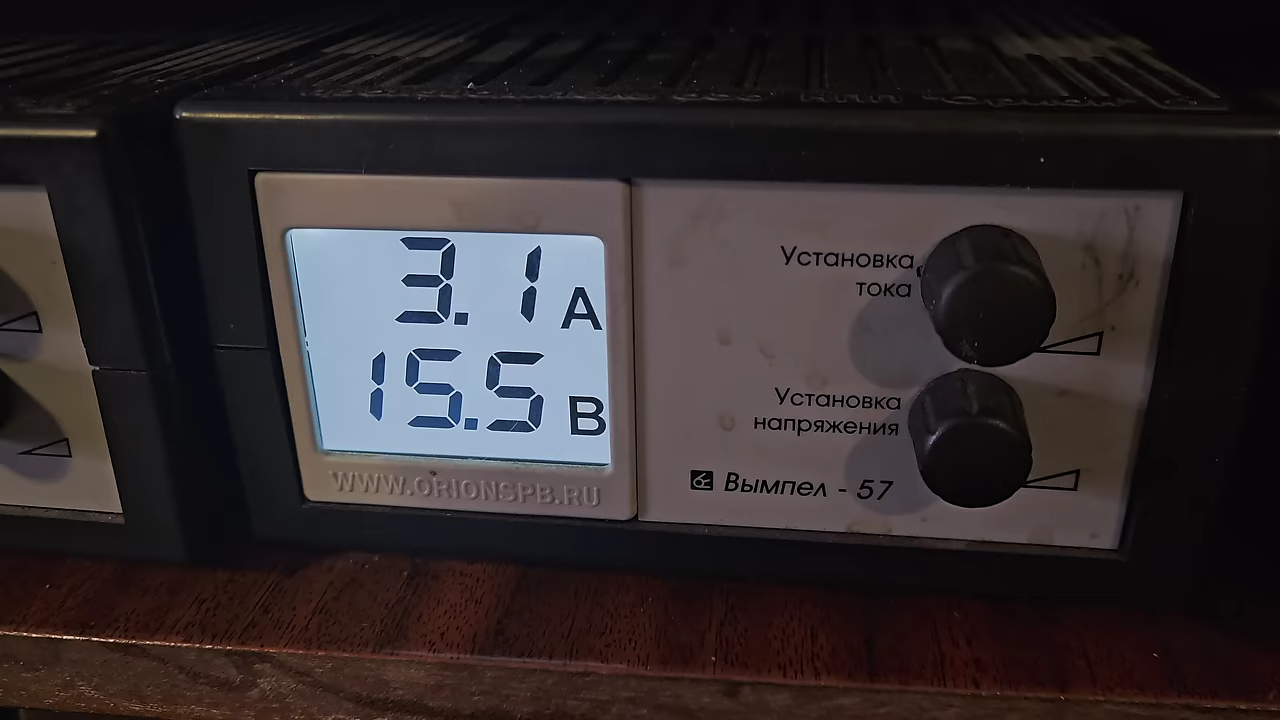 3.1 А
15.5 В
WWW.ORIONSPB.RU
Установка
тока
Установка
напряжения
Вымпел - 57